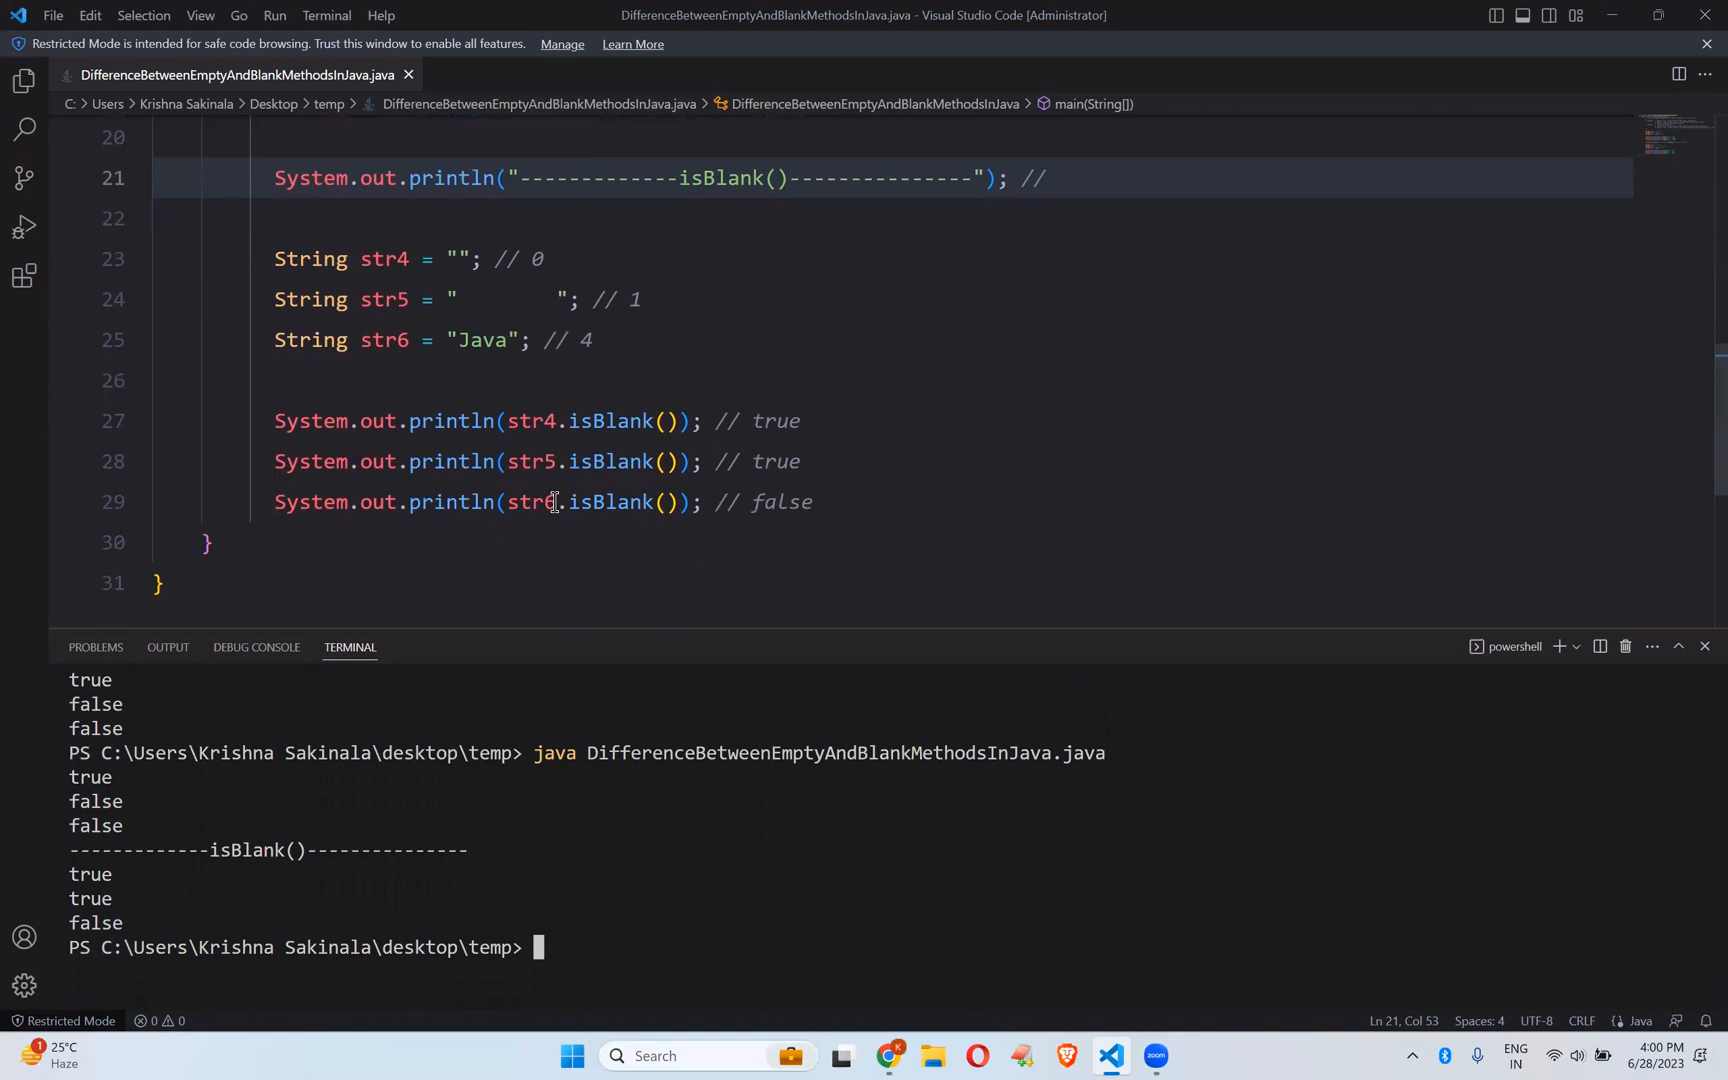 File Edit Selection View Go Run Terminal Help
DifferenceBetweenEmptyAndBlankMethodsInJava.java - Visual Studio Code [Administrator]
Restricted Mode is intended for safe code browsing. Trust this window to enable all features. Manage Learn More
DifferenceBetweenEmptyAndBlankMethodsInJava.java
C: > Users > Krishna Sakinala > Desktop > temp > DifferenceBetweenEmptyAndBlankMethodsInJava.java > DifferenceBetweenEmptyAndBlankMethodsInJava > main(String[])
20
21 System.out.println("-------------isBlank()---------------"); //
22
23 String str4 = ""; // 0
24 String str5 = "        "; // 1
25 String str6 = "Java"; // 4
26
27 System.out.println(str4.isBlank()); // true
28 System.out.println(str5.isBlank()); // true
29 System.out.println(str6.isBlank()); // false
30 }
31 }
PROBLEMS OUTPUT DEBUG CONSOLE TERMINAL
powershell
true
false
false
PS C:\Users\Krishna Sakinala\desktop\temp> java DifferenceBetweenEmptyAndBlankMethodsInJava.java
true
false
false
-------------isBlank()---------------
true
true
false
PS C:\Users\Krishna Sakinala\desktop\temp>
Restricted Mode 0 0
Ln 21, Col 53 Spaces: 4 UTF-8 CRLF {} Java
1
25°C
Haze
Search
K
zoom
ENG
IN
4:00 PM
6/28/2023